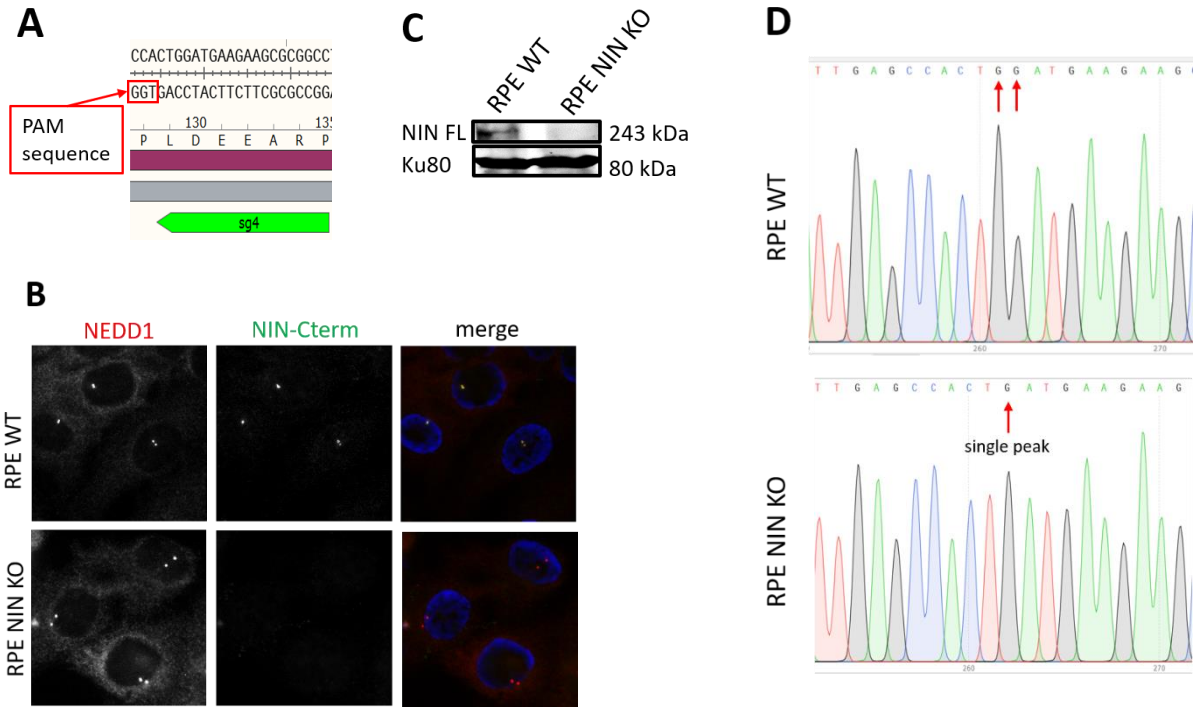 A
CCACTGGATGAAGAAGCGCGGCC
GGTGACCTACTTCTTCGCGCCGGA
PAM
sequence
130
135
P L D E E A R P
sg4
B
NEDD1
NIN-Cterm
merge
RPE WT
RPE NIN KO
C
RPE WT
RPE NIN KO
NIN FL
243 kDa
Ku80
80 kDa
D
T T G A G C C A C T G G A T G A A G A A G
260
270
RPE WT
T T G A G C C A C T G A T G A A G A A G
single peak
260
270
RPE NIN KO